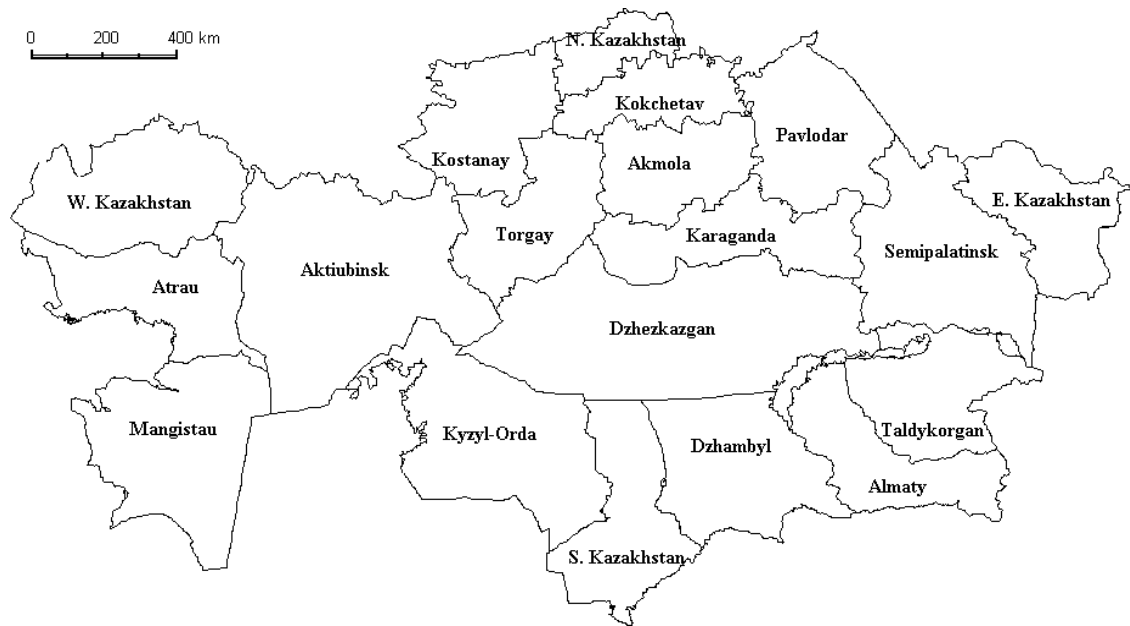 0 200 400 km
N. Kazakhstan
Kokchetav
Pavlodar
Kostanay
Akmola
W. Kazakhstan
E. Kazakhstan
Torgay
Karaganda
Semipalatinsk
Aktiubinsk
Atrau
Dzhezkazgan
Mangistau
Kyzyl-Orda
Dzhambyl
Taldykorgan
Almaty
S. Kazakhstan